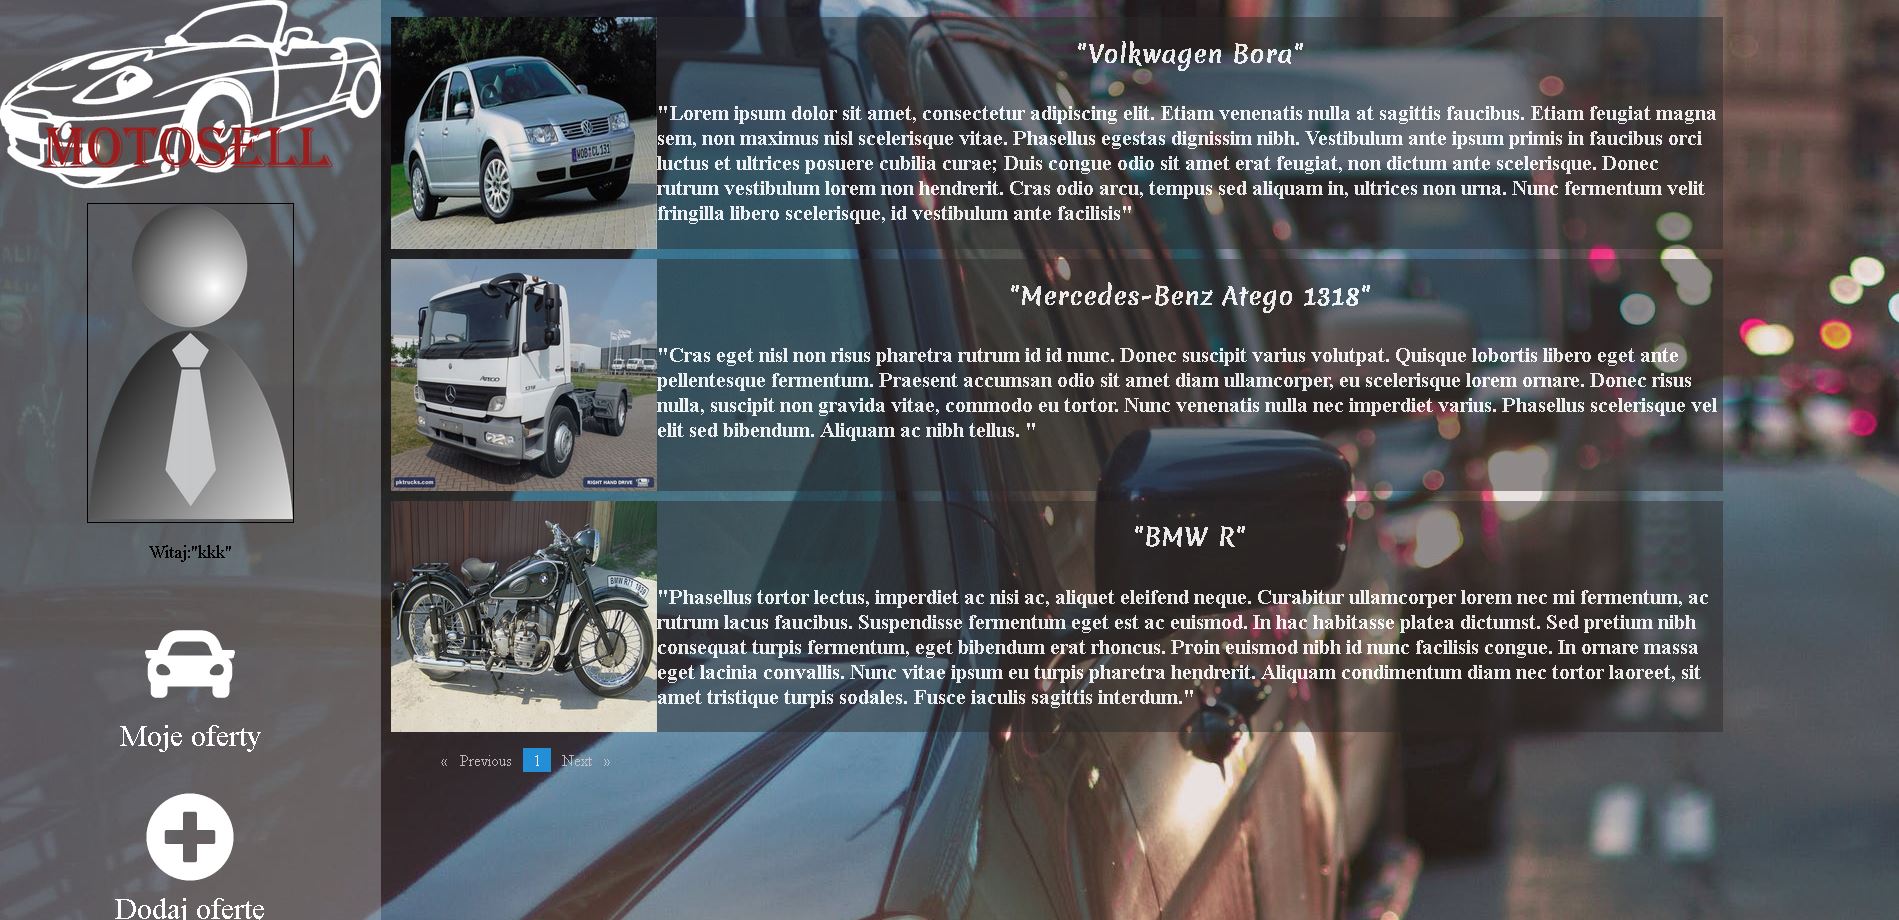 MOTOSELL
Witaj:"kkk"
Moje oferty
Dodaj oferte
"Volkwagen Bora"
"Lorem ipsum dolor sit amet, consectetur adipiscing elit. Etiam venenatis nulla at sagittis faucibus. Etiam feugiat magna
sem, non maximus nisl scelerisque vitae. Phasellus egestas dignissim nibh. Vestibulum ante ipsum primis in faucibus orci
luctus et ultrices posuere cubilia curae; Duis congue odio sit amet erat feugiat, non dictum ante scelerisque. Donec
rutrum vestibulum lorem non hendrerit. Cras odio arcu, tempus sed aliquam in, ultrices non urna. Nunc fermentum velit
fringilla libero scelerisque, id vestibulum ante facilisis"
WOB CL 131
"Mercedes-Benz Atego 1318"
"Cras eget nisl non risus pharetra rutrum id id nunc. Donec suscipit varius volutpat. Quisque lobortis libero eget ante
pellentesque fermentum. Praesent accumsan odio sit amet diam ullamcorper, eu scelerisque lorem ornare. Donec risus
nulla, suscipit non gravida vitae, commodo eu tortor. Nunc venenatis nulla nec imperdiet varius. Phasellus scelerisque vel
elit sed bibendum. Aliquam ac nibh tellus. "
ATEGO
1318
pktrucks.com
RIGHT HAND DRIVE
"BMW R"
"Phasellus tortor lectus, imperdiet ac nisi ac, aliquet eleifend neque. Curabitur ullamcorper lorem nec mi fermentum, ac
rutrum lacus faucibus. Suspendisse fermentum eget est ac euismod. In hac habitasse platea dictumst. Sed pretium nibh
consequat turpis fermentum, eget bibendum erat rhoncus. Proin euismod nibh id nunc facilisis congue. In ornare massa
eget lacinia convallis. Nunc vitae ipsum eu turpis pharetra hendrerit. Aliquam condimentum diam nec tortor laoreet, sit
amet tristique turpis sodales. Fusce iaculis sagittis interdum."
BMW R71
« Previous 1 Next »